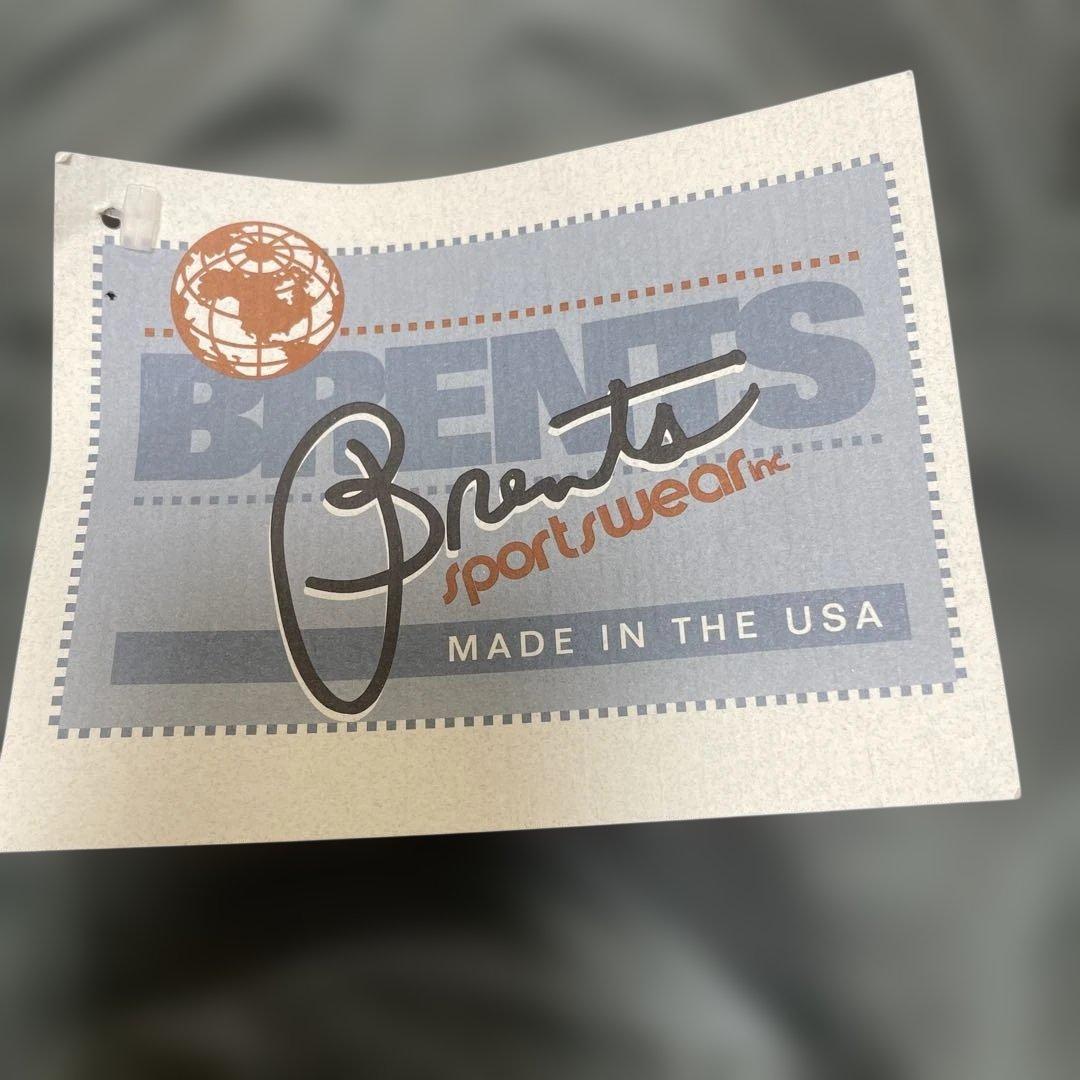 BRENTS
Brents
sportswear inc.
MADE IN THE USA